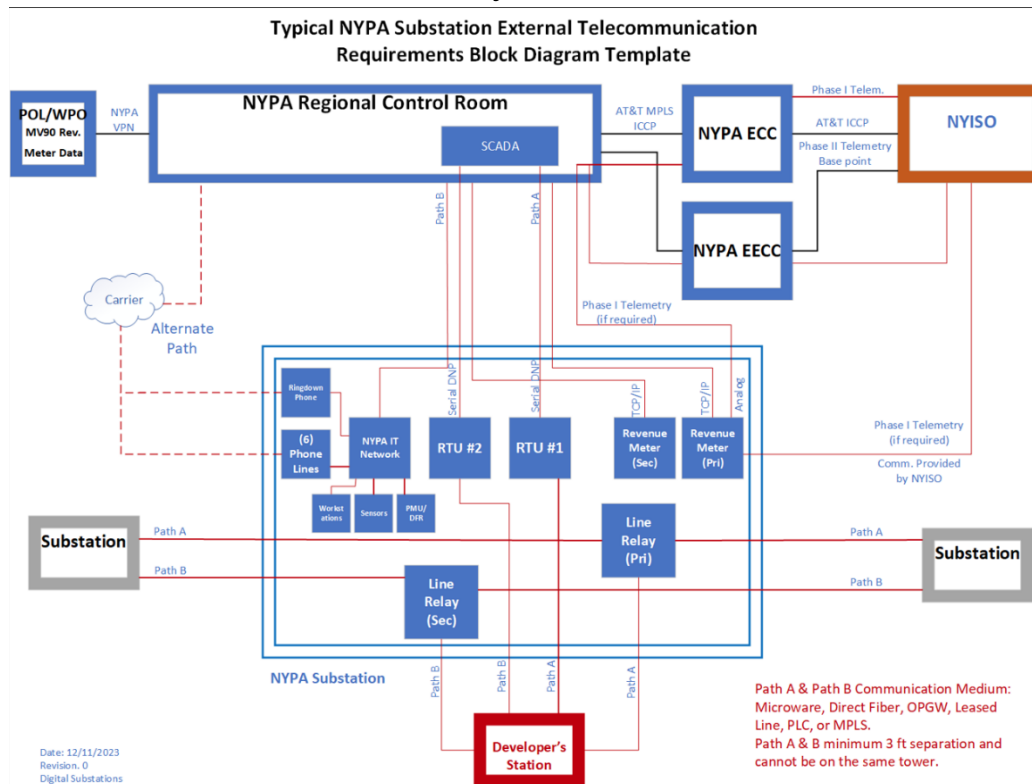 Typical NYPA Substation External Telecommunication
Requirements Block Diagram Template
POL/WPO
MV90 Rev.
Meter Data
NYPA
VPN
NYPA Regional Control Room
SCADA
AT&T MPLS
ICCP
NYPA ECC
Phase I Telem.
AT&T ICCP
Phase II Telemetry
Base point
NYISO
NYPA EECC
Path B
Path A
Carrier
Alternate
Path
Phase I Telemetry
(if required)
Serial DNP
Serial DNP
TCP/IP
TCP/IP
Analog
Ringdown
Phone
(6)
Phone
Lines
NYPA IT
Network
RTU #2
RTU #1
Revenue
Meter
(Sec)
Revenue
Meter
(Pri)
Phase I Telemetry
(if required)
Comm. Provided
by NYISO
Workst
ations
Sensors
PMU/
DFR
Substation
Path A
Path B
Line
Relay
(Pri)
Line
Relay
(Sec)
Path A
Path B
Substation
NYPA Substation
Path B
Path B
Path A
Path A
Developer's
Station
Path A & Path B Communication Medium:
Microware, Direct Fiber, OPGW, Leased
Line, PLC, or MPLS.
Path A & B minimum 3 ft separation and
cannot be on the same tower.
Date: 12/11/2023
Revision. 0
Digital Substations